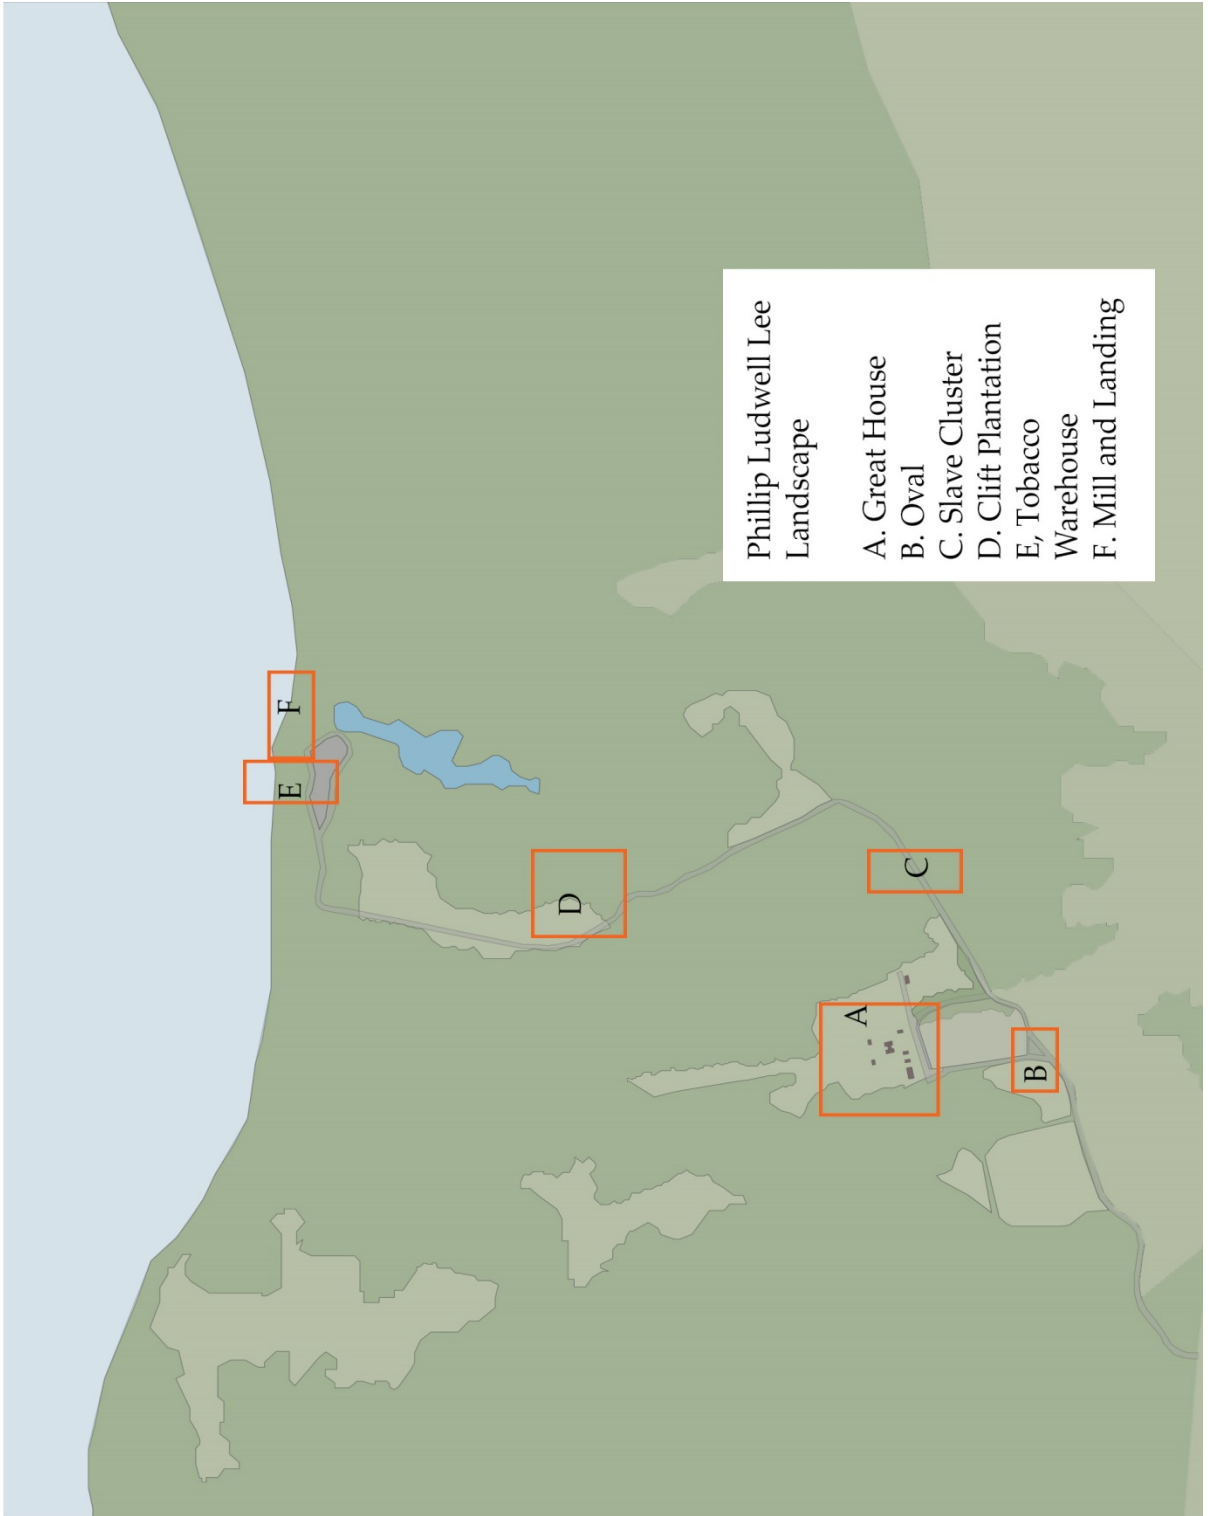 Phillip Ludwell Lee
Landscape
A. Great House
B. Oval
C. Slave Cluster
D. Clift Plantation
E, Tobacco
Warehouse
F. Mill and Landing
F
E
D
C
A
B